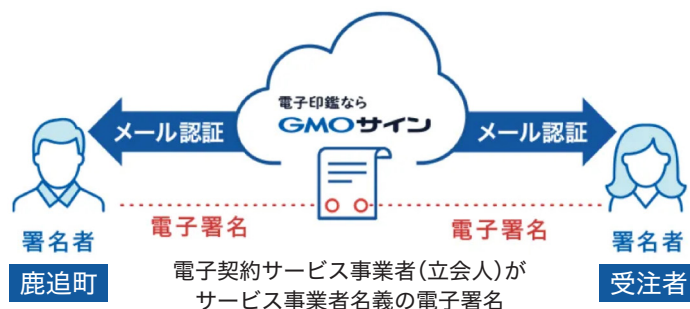 電子印鑑なら
GMOサイン
メール認証
メール認証
電子署名
電子署名
署名者
署名者
鹿追町
受注者
電子契約サービス事業者(立会人)が
サービス事業者名義の電子署名